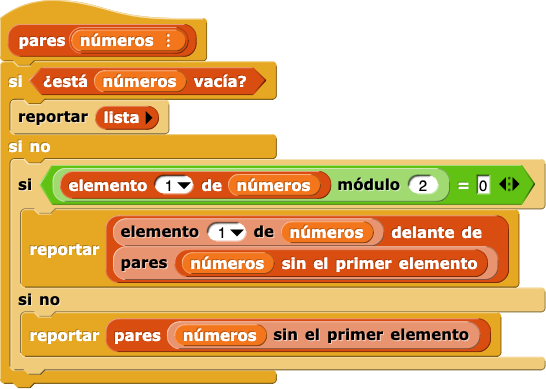 pares números ⋮
si ¿está números vacía?
reportar lista
si no
si elemento 1 de números módulo 2 = 0
reportar elemento 1 de números delante de
pares números sin el primer elemento
si no
reportar pares números sin el primer elemento